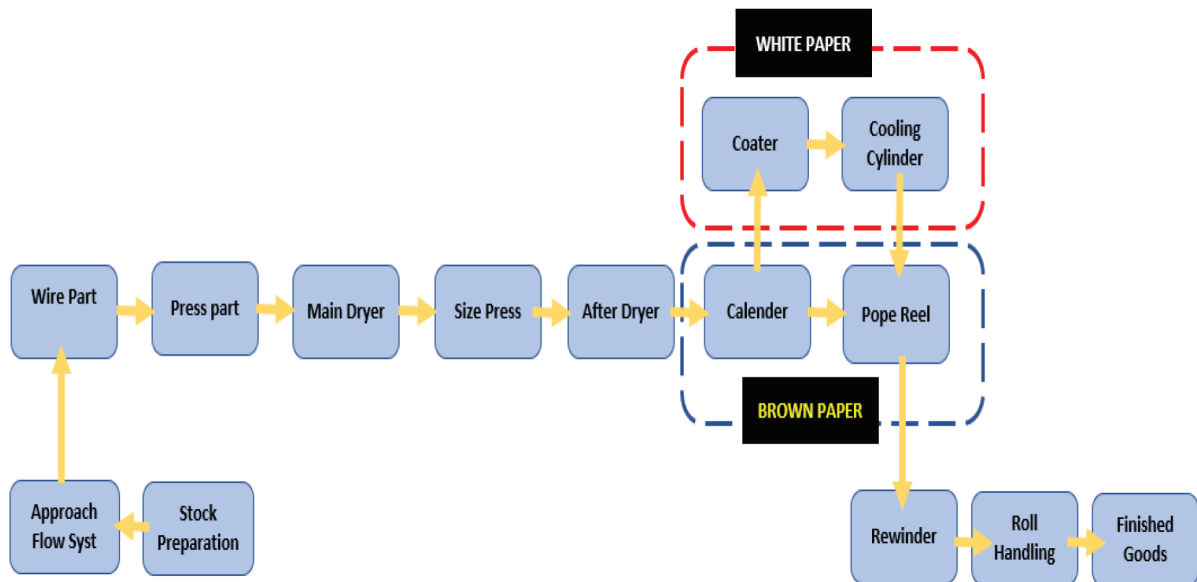 WHITE PAPER
Coater
Cooling
Cylinder
Wire Part
Press part
Main Dryer
Size Press
After Dryer
Calender
Pope Reel
BROWN PAPER
Approach
Flow Syst
Stock
Preparation
Rewinder
Roll
Handling
Finished
Goods